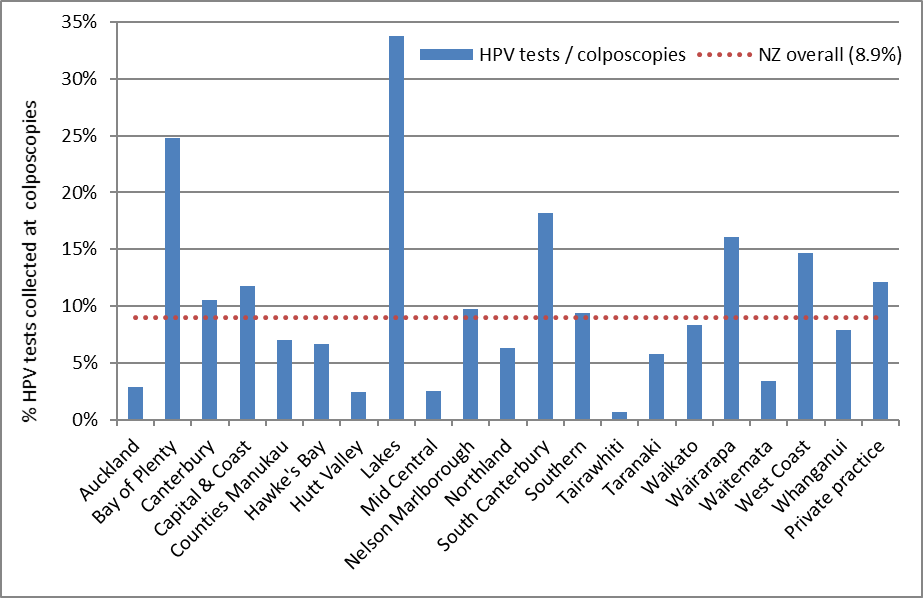 35%
30%
25%
20%
15%
10%
5%
0%
% HPV tests collected at colposcopies
HPV tests / colposcopies
NZ overall (8.9%)
Auckland
Bay of Plenty
Canterbury
Capital & Coast
Counties Manukau
Hawke's Bay
Hutt Valley
Lakes
Mid Central
Nelson Marlborough
Northland
South Canterbury
Southern
Tairawhiti
Taranaki
Waikato
Wairarapa
Waitemata
West Coast
Whanganui
Private practice